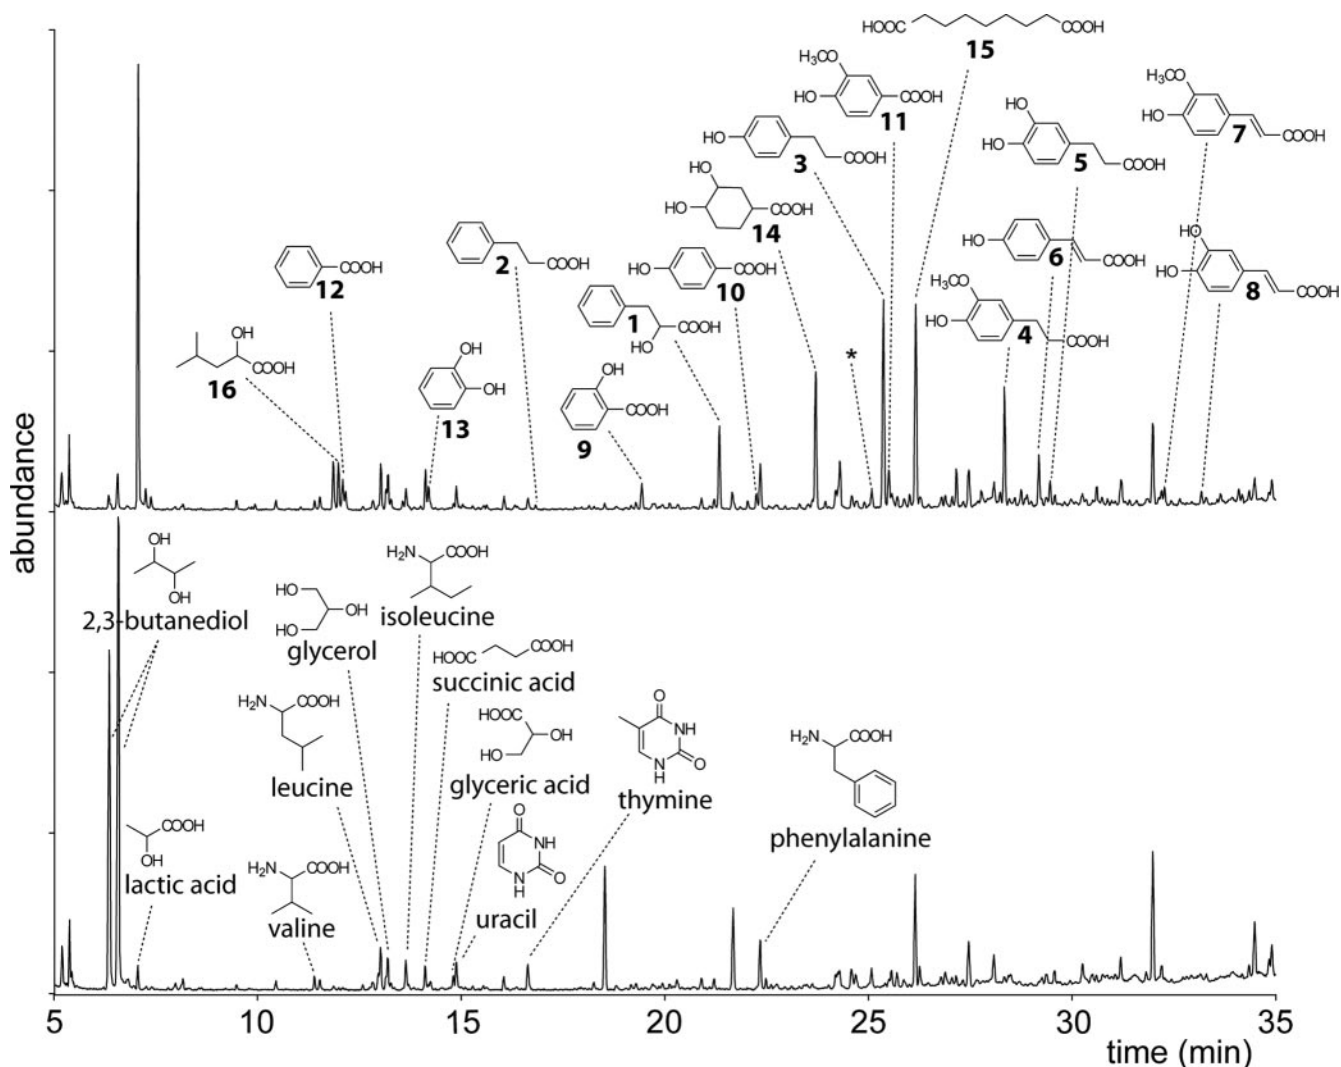 HOOC COOH
15
H₃CO
HO COOH
11
H₃CO
HO COOH
7
HO
HO COOH
5
HO COOH
3
HO
HO COOH
14
COOH
12
COOH
2
HO COOH
10
COOH
HO
1
HO COOH
6
HO
HO COOH
8
H₃CO
HO COOH
4
OH
COOH
16
OH
OH
13
OH
COOH
9
*
abundance
OH
OH
2,3-butanediol
HO
OH
HO
glycerol
H₂N COOH
isoleucine
HOOC COOH
succinic acid
H₂N COOH
leucine
HOOC
OH
HO
glyceric acid
O
NH
N O
H
thymine
H₂N COOH
phenylalanine
COOH
OH
lactic acid
H₂N COOH
valine
O
NH
N O
H
uracil
5 10 15 20 25 30 35
time (min)